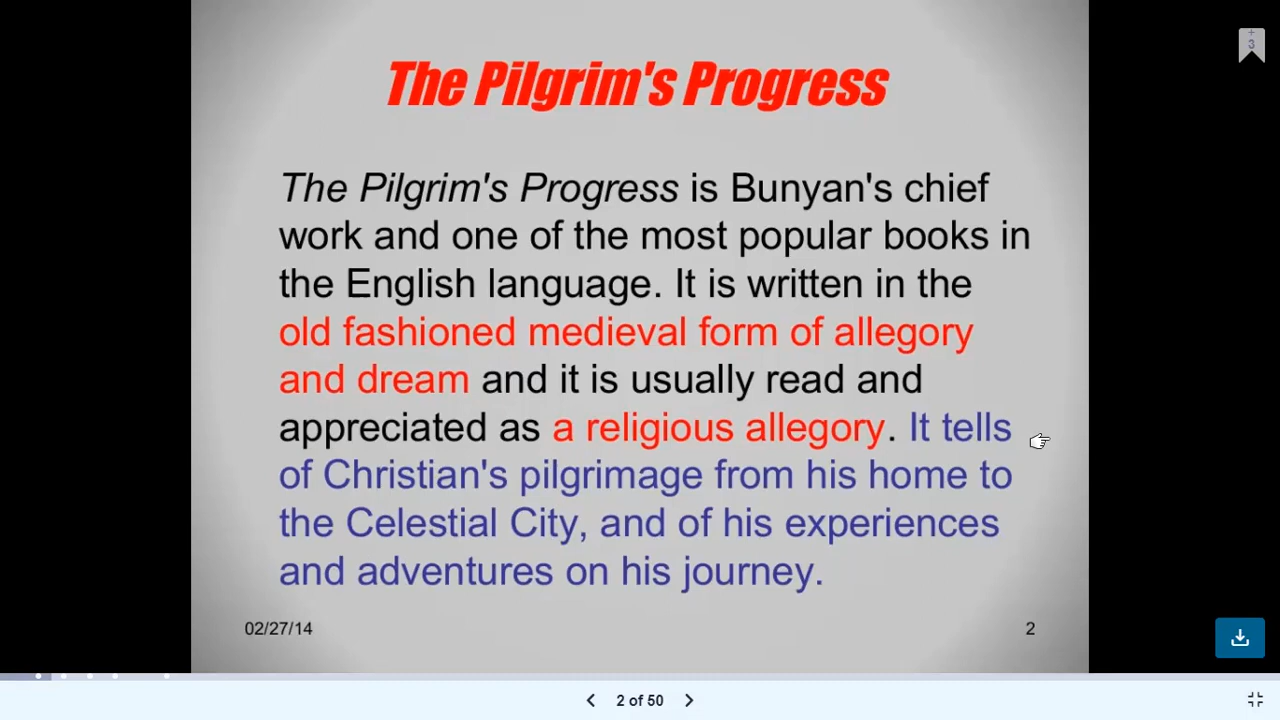 +
3
The Pilgrim's Progress
The Pilgrim's Progress is Bunyan's chief
work and one of the most popular books in
the English language. It is written in the
old fashioned medieval form of allegory
and dream and it is usually read and
appreciated as a religious allegory. It tells
of Christian's pilgrimage from his home to
the Celestial City, and of his experiences
and adventures on his journey.
02/27/14
2
2 of 50